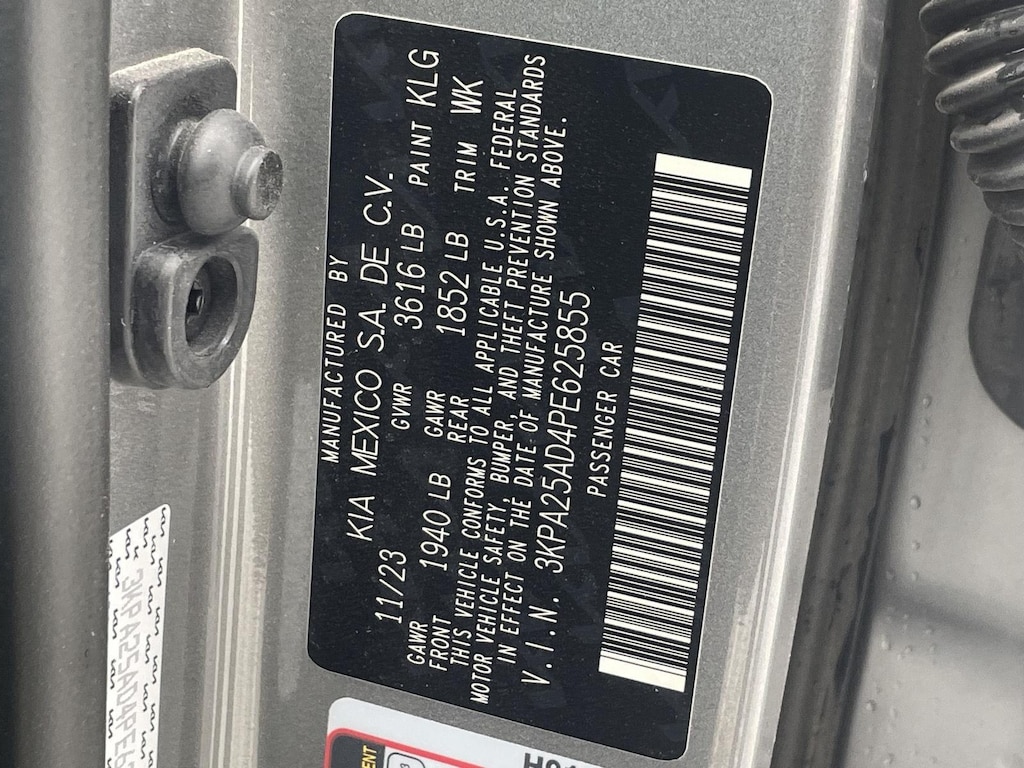 MANUFACTURED BY
KIA MEXICO S.A. DE C.V.
11/23 GVWR 3616 LB PAINT KLG
GAWR FRONT 1940 LB GAWR REAR 1852 LB TRIM WK
THIS VEHICLE CONFORMS TO ALL APPLICABLE U.S.A. FEDERAL
MOTOR VEHICLE SAFETY, BUMPER, AND THEFT PREVENTION STANDARDS
IN EFFECT ON THE DATE OF MANUFACTURE SHOWN ABOVE.
V.I.N. 3KPA25AD4PE625855
PASSENGER CAR